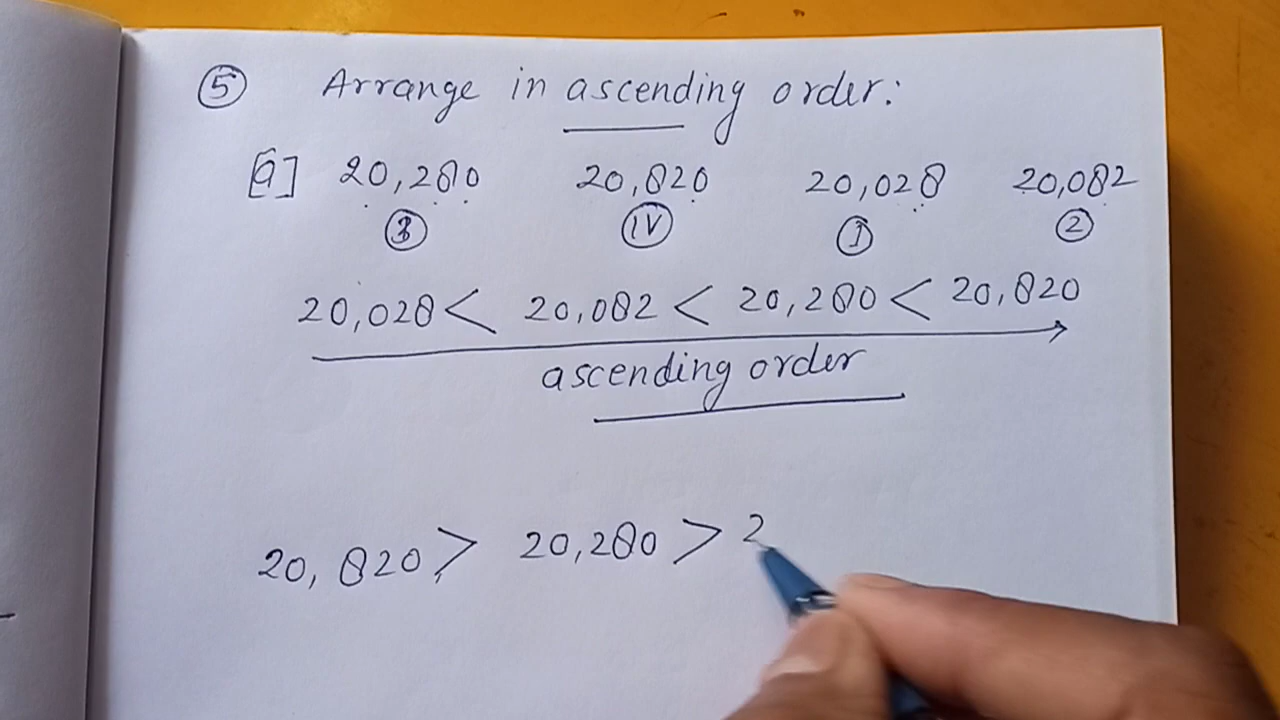 ⑤ Arrange in ascending order:
[a] 20,280 20,820 20,028 20,082
③ IV ① ②
20,028 < 20,082 < 20,280 < 20,820
ascending order
20,820 > 20,280 > 2